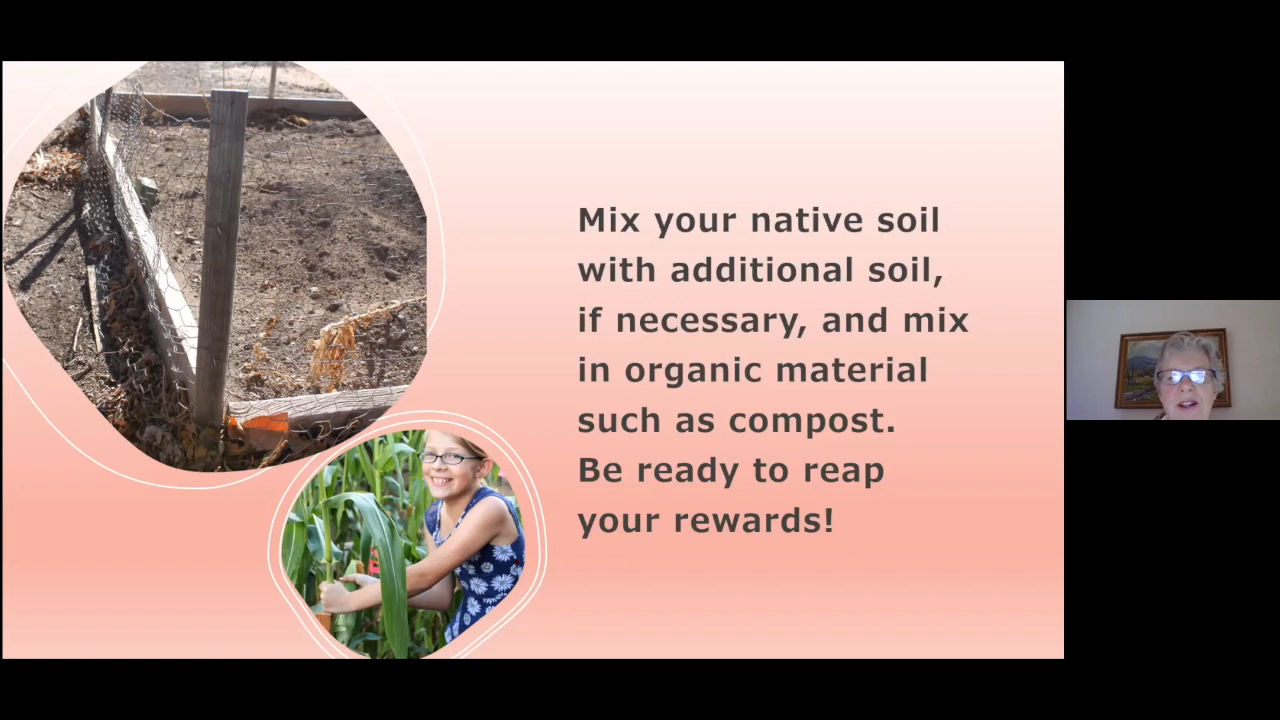 Mix your native soil
with additional soil,
if necessary, and mix
in organic material
such as compost.
Be ready to reap
your rewards!